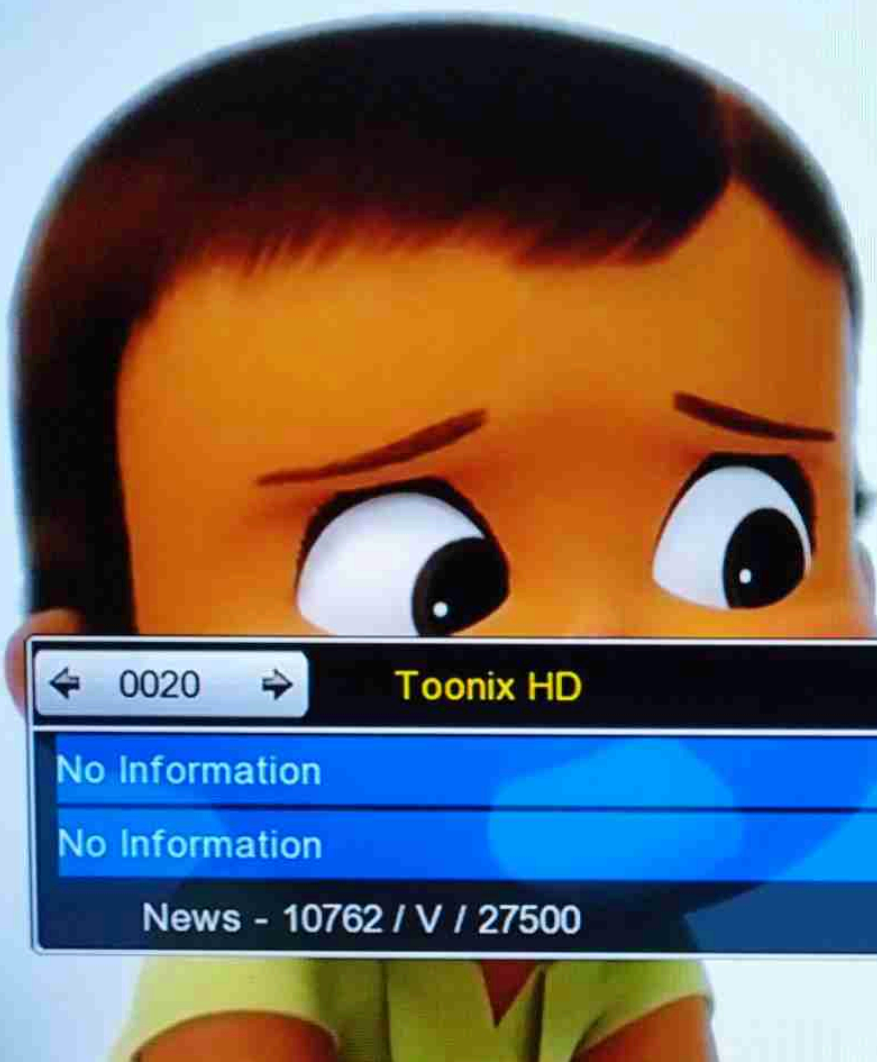 0020
Toonix HD
No Information
No Information
News - 10762 / V / 27500